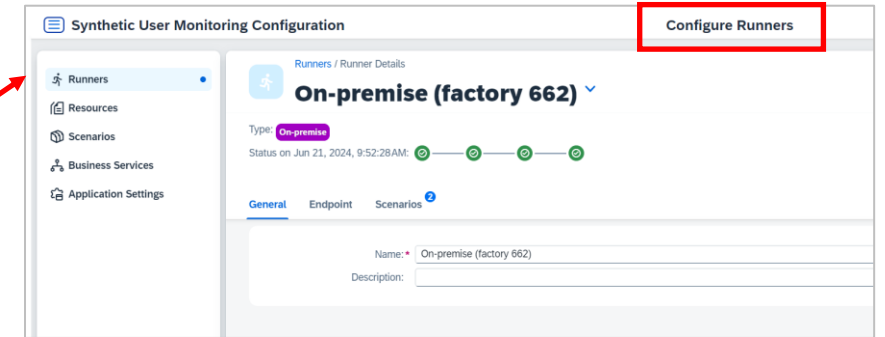 Synthetic User Monitoring Configuration
Configure Runners
Runners
Resources
Scenarios
Business Services
Application Settings
Runners / Runner Details
On-premise (factory 662)
Type: On-premise
Status on Jun 21, 2024, 9:52:28AM:
General Endpoint Scenarios 2
Name:* On-premise (factory 662)
Description: